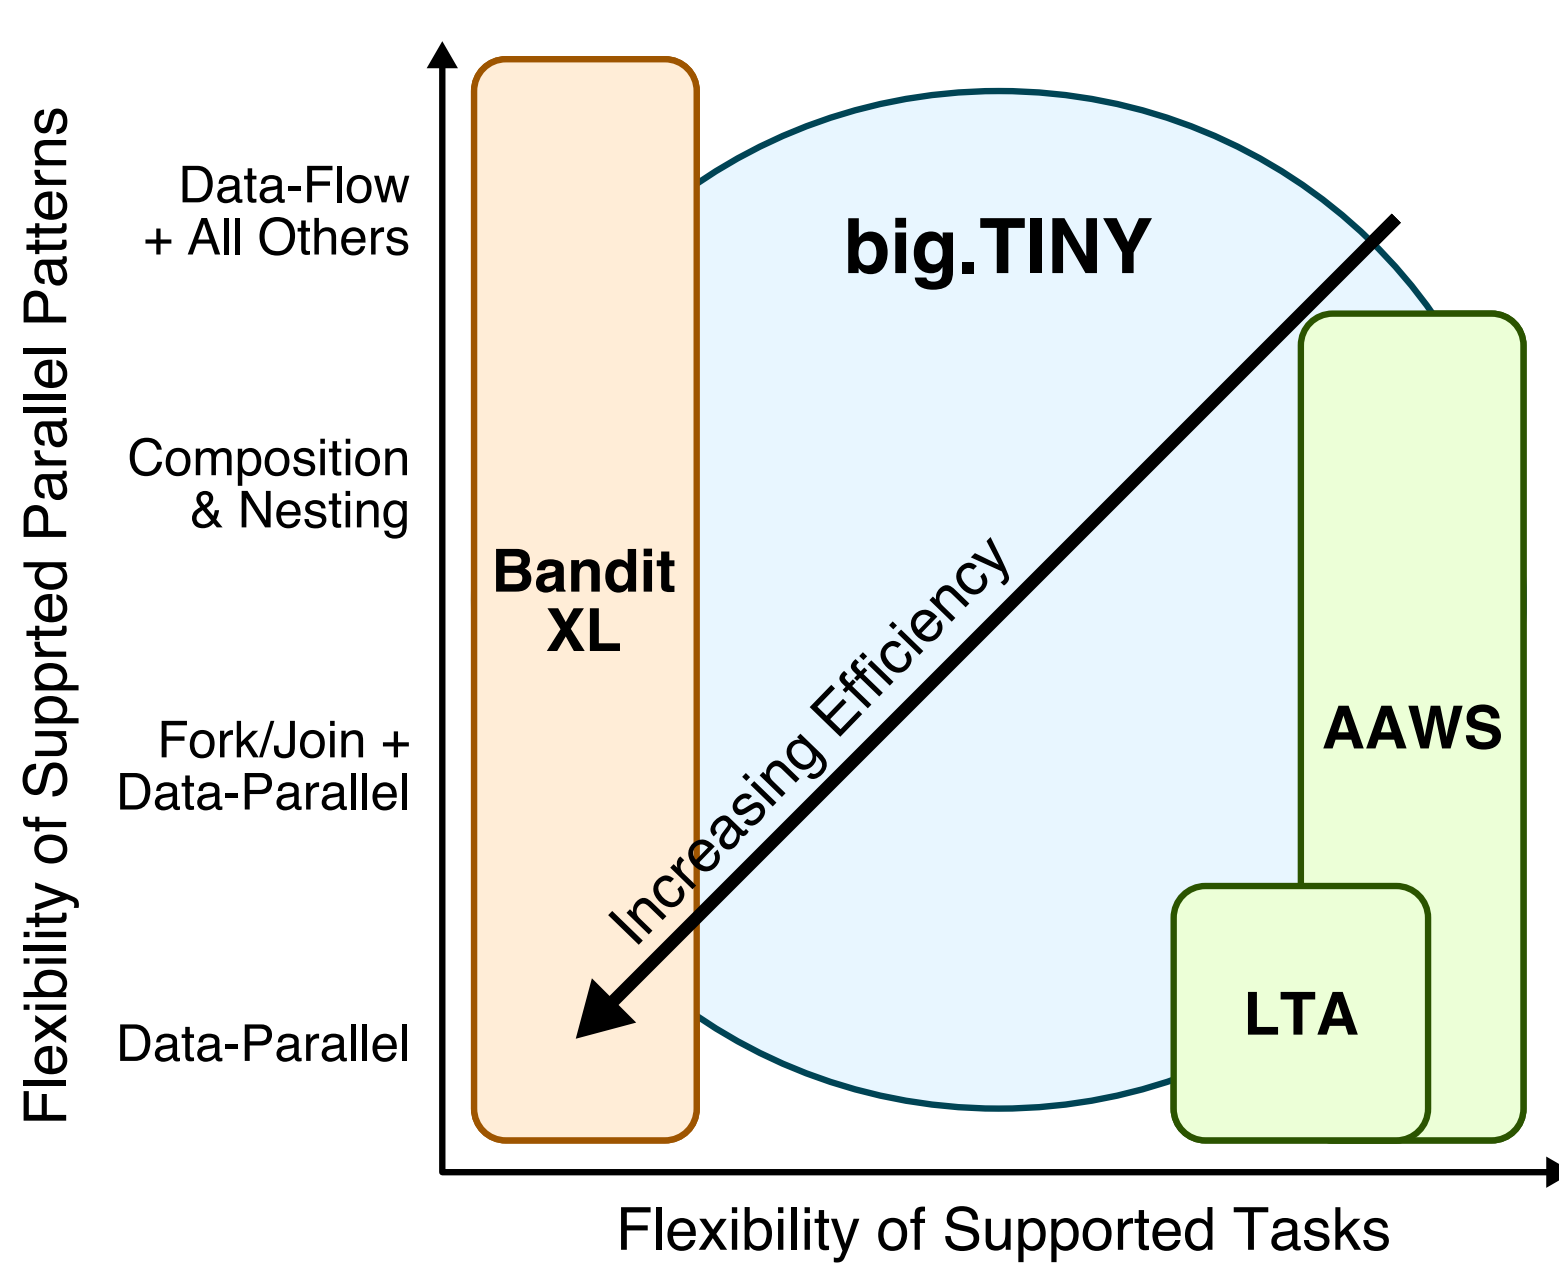 Flexibility of Supported Parallel Patterns
Data-Flow
+ All Others
Composition
& Nesting
Fork/Join +
Data-Parallel
Data-Parallel
Bandit
XL
big.TINY
Increasing Efficiency
AAWS
LTA
Flexibility of Supported Tasks